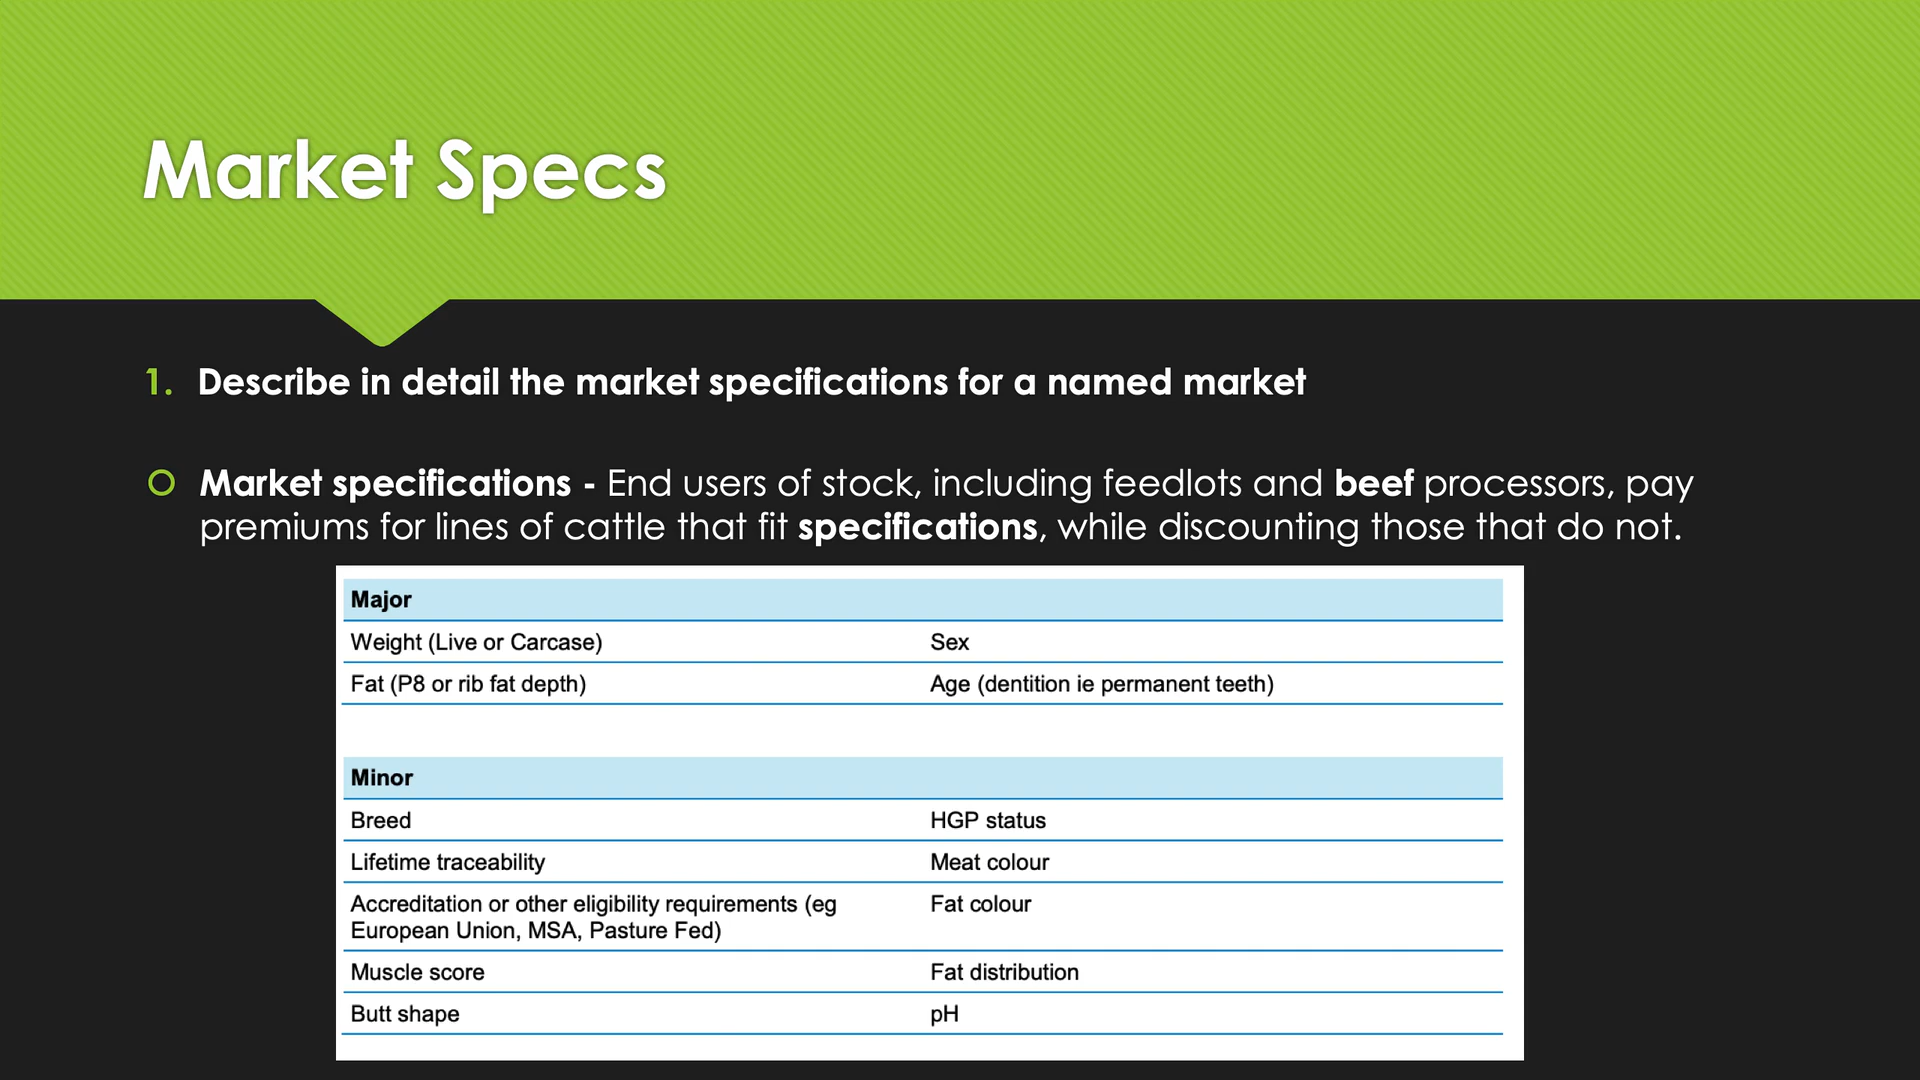 Market Specs
1. Describe in detail the market specifications for a named market
Market specifications - End users of stock, including feedlots and beef processors, pay
premiums for lines of cattle that fit specifications, while discounting those that do not.
Major
Weight (Live or Carcase) Sex
Fat (P8 or rib fat depth) Age (dentition ie permanent teeth)
Minor
Breed HGP status
Lifetime traceability Meat colour
Accreditation or other eligibility requirements (eg Fat colour
European Union, MSA, Pasture Fed)
Muscle score Fat distribution
Butt shape pH